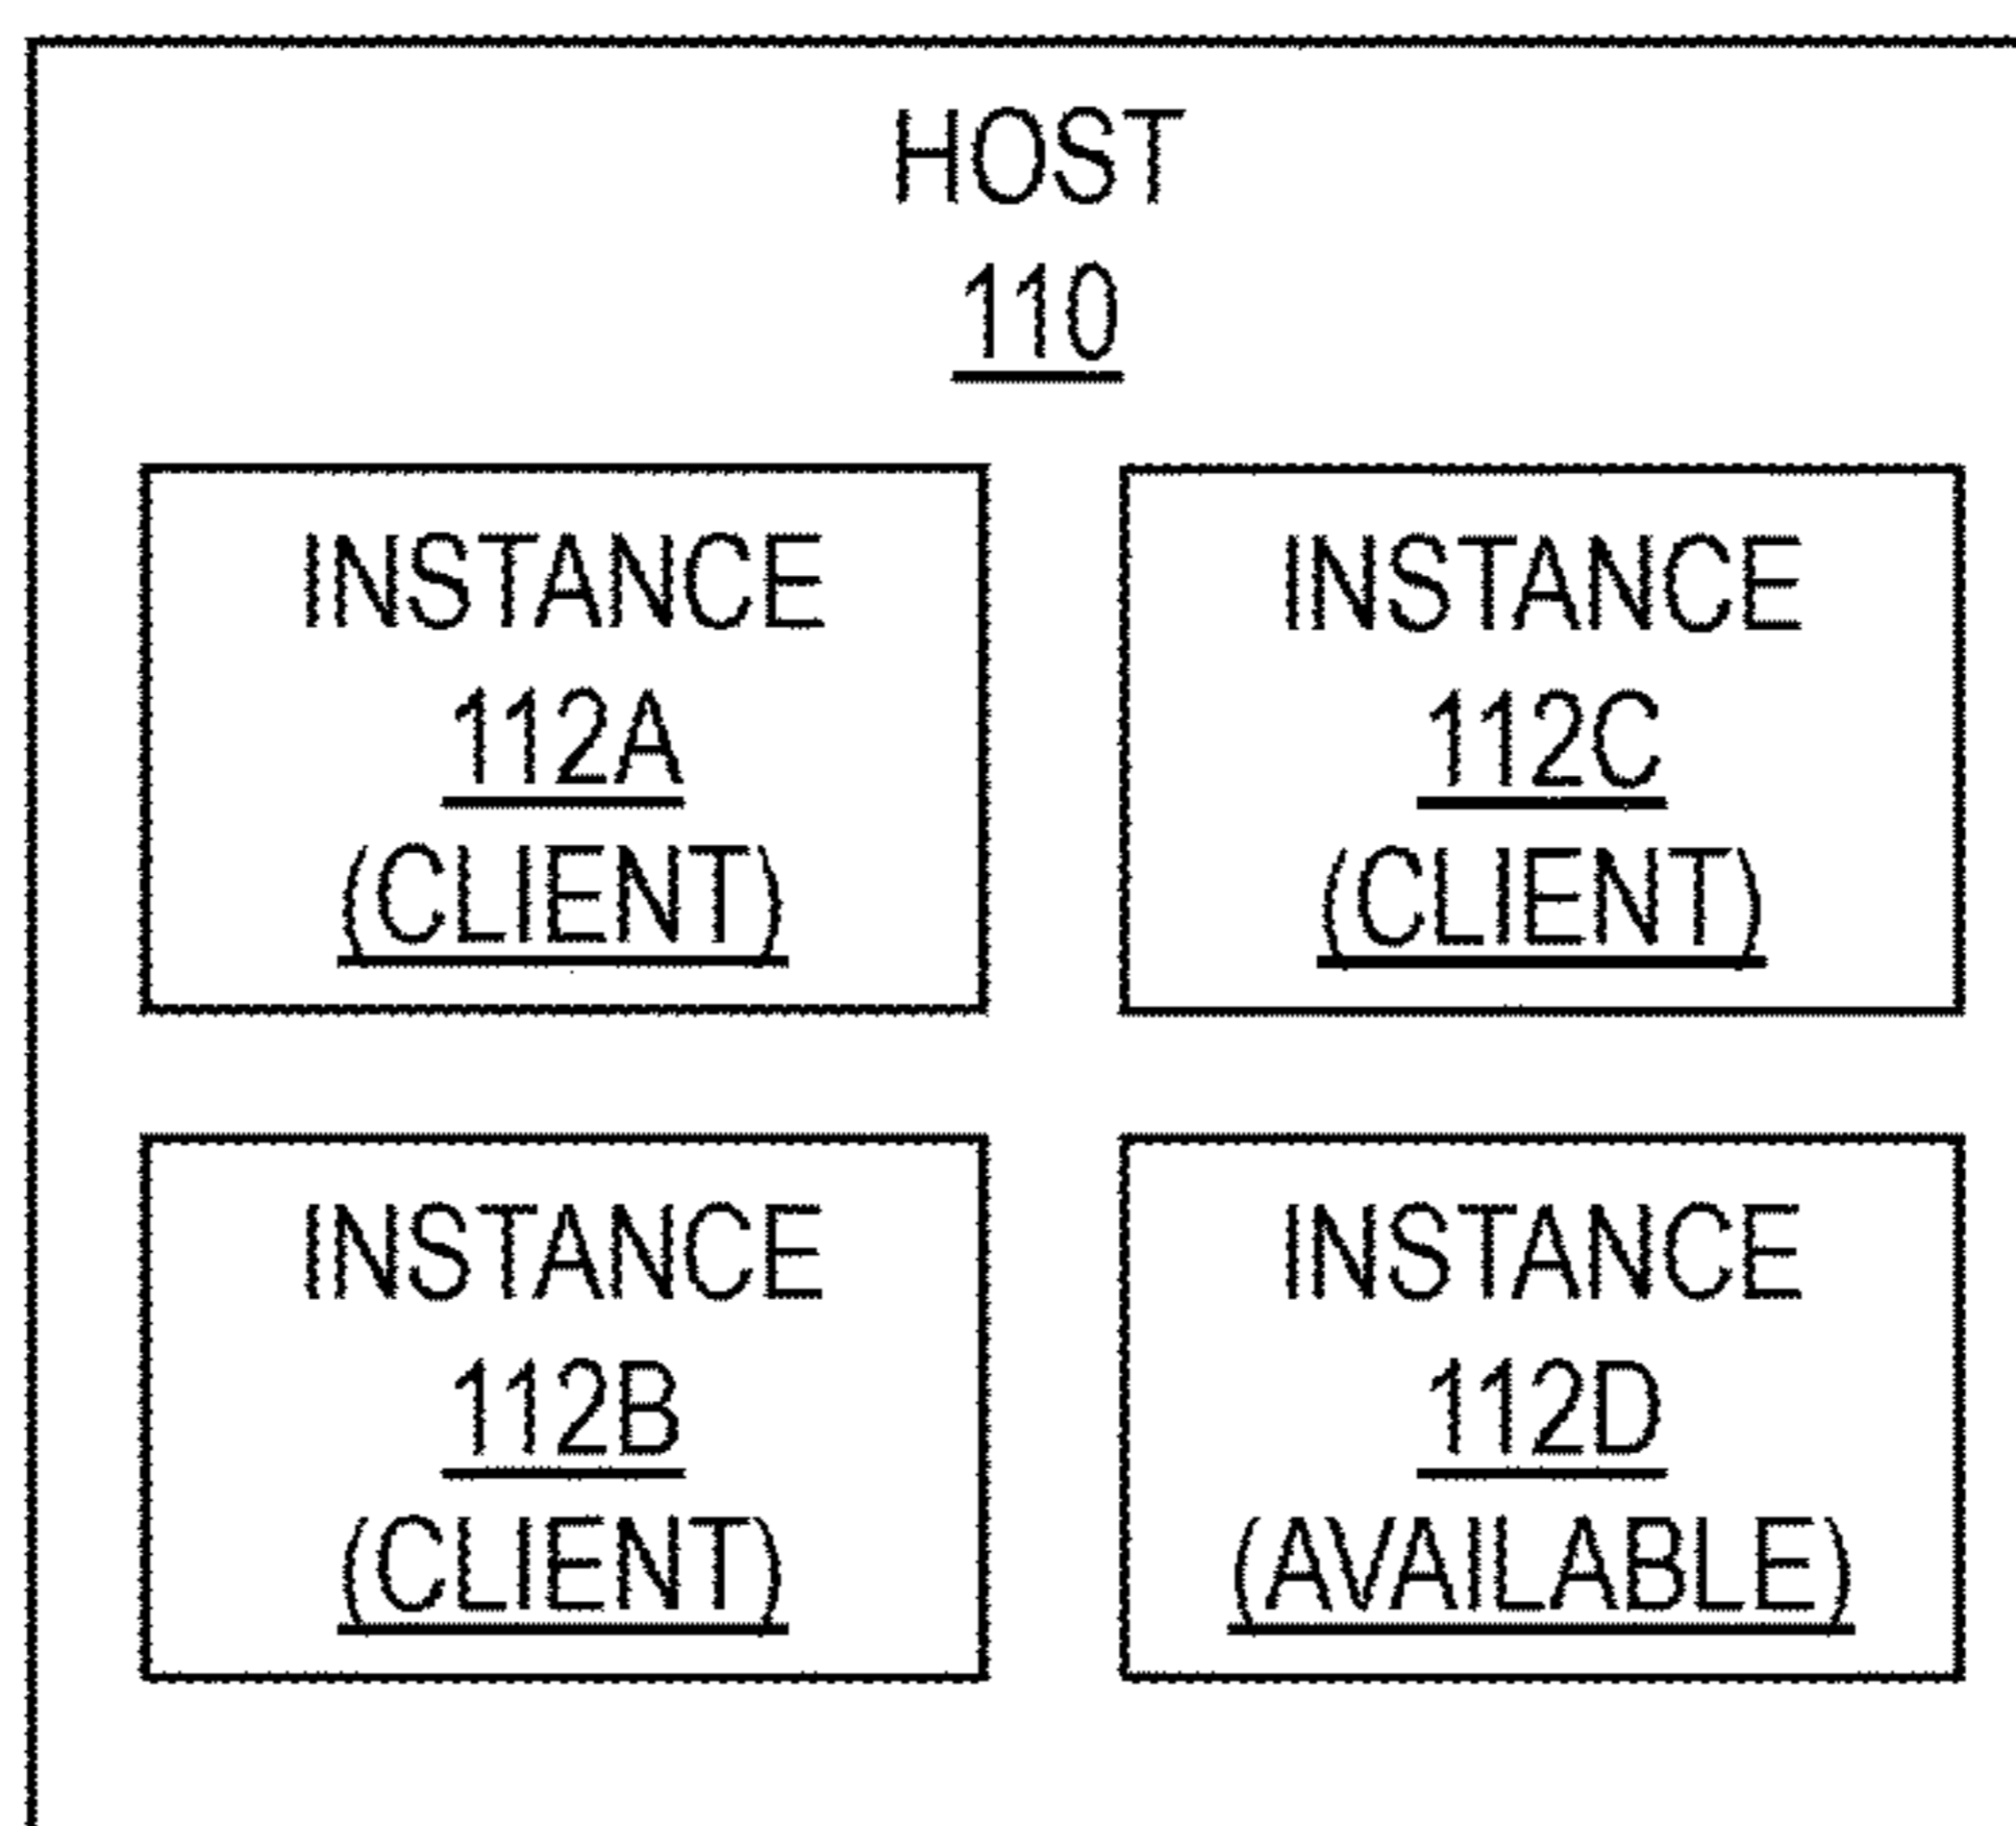 HOST
110
INSTANCE
112A
(CLIENT)
INSTANCE
112C
(CLIENT)
INSTANCE
112B
(CLIENT)
INSTANCE
112D
(AVAILABLE)